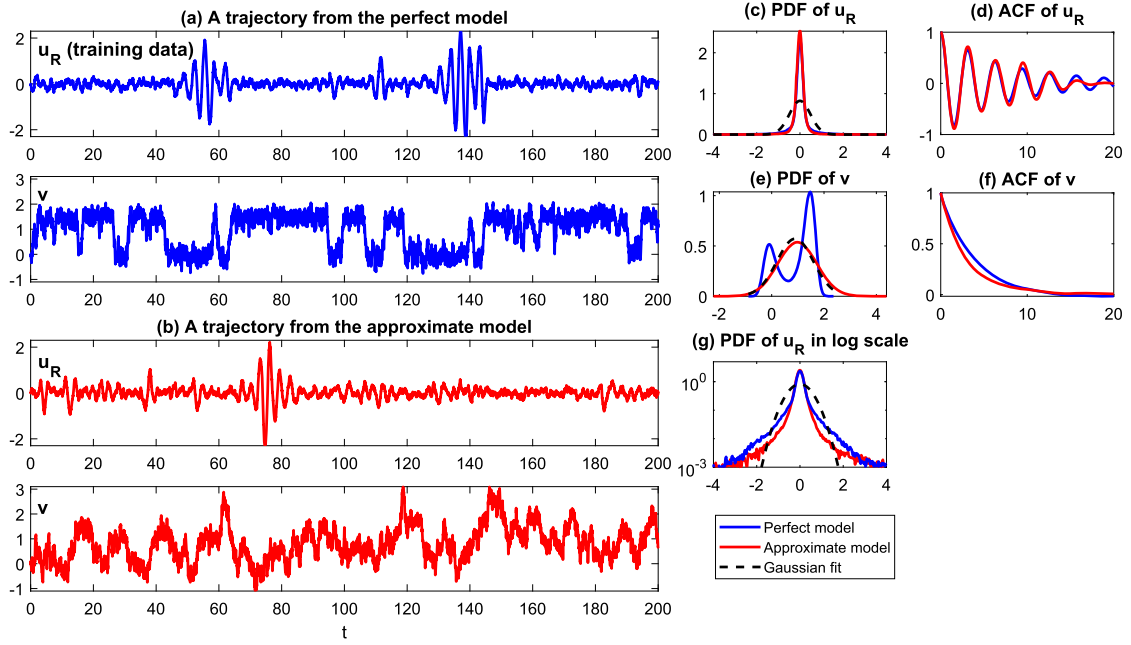 (a) A trajectory from the perfect model
u_R (training data)
2
0
-2
0 20 40 60 80 100 120 140 160 180 200
v
3
2
1
0
-1
0 20 40 60 80 100 120 140 160 180 200
(b) A trajectory from the approximate model
u_R
2
0
-2
0 20 40 60 80 100 120 140 160 180 200
v
3
2
1
0
-1
0 20 40 60 80 100 120 140 160 180 200
t
(c) PDF of u_R
2
1
0
-4 -2 0 2 4
(d) ACF of u_R
1
0
-1
0 10 20
(e) PDF of v
1
0.5
0
-2 0 2 4
(f) ACF of v
1
0.5
0
0 10 20
(g) PDF of u_R in log scale
10^0
10^-3
-4 -2 0 2 4
Perfect model
Approximate model
Gaussian fit